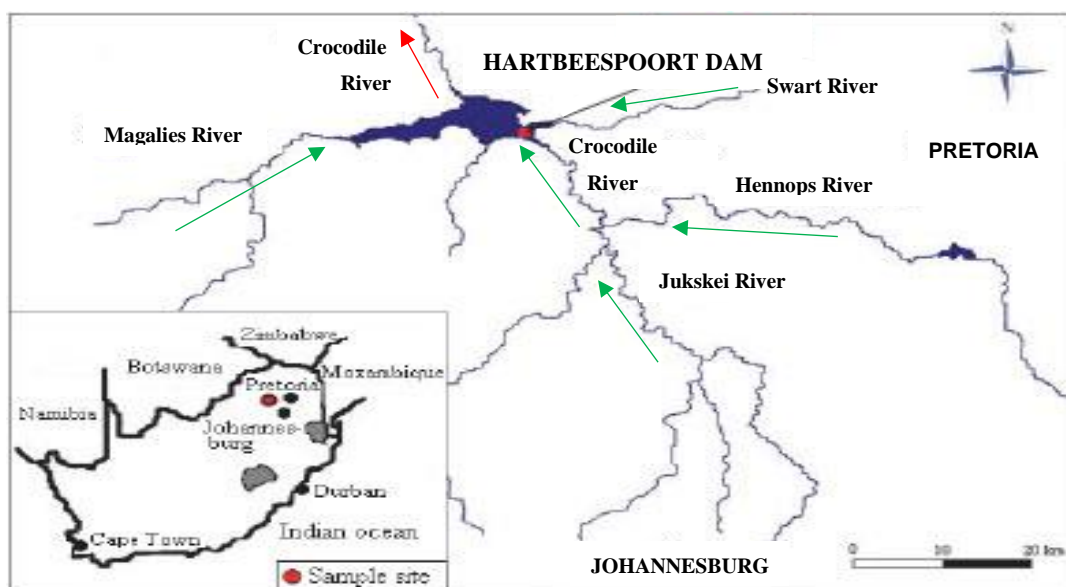 Crocodile
River
HARTBEESPOORT DAM
N
Swart River
Magalies River
Crocodile
River
PRETORIA
Hennops River
Jukskei River
Zimbabwe
Botswana
Mozambique
Pretoria
Namibia
Johannes-
burg
Durban
Cape Town
Indian ocean
Sample site
JOHANNESBURG
0 10 20 km